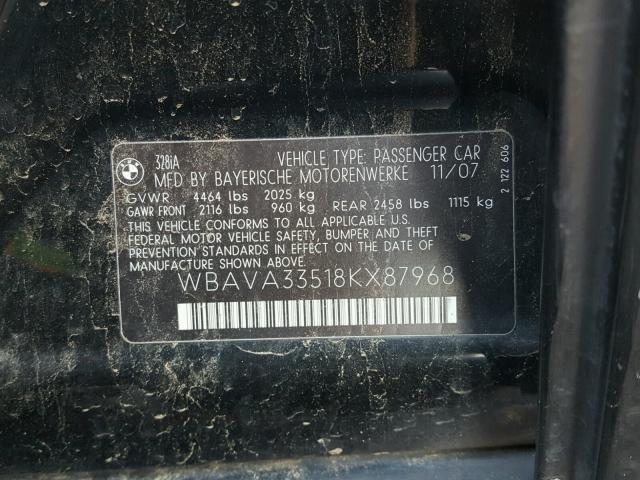 BMW
328iA
VEHICLE TYPE: PASSENGER CAR
MFD BY BAYERISCHE MOTORENWERKE 11/07
GVWR 4464 lbs 2025 kg
GAWR FRONT 2116 lbs 960 kg REAR 2458 lbs 1115 kg
THIS VEHICLE CONFORMS TO ALL APPLICABLE U.S.
FEDERAL MOTOR VEHICLE SAFETY, BUMPER AND THEFT
PREVENTION STANDARDS IN EFFECT ON THE DATE OF
MANUFACTURE SHOWN ABOVE.
WBAVA33518KX87968
2 122 606